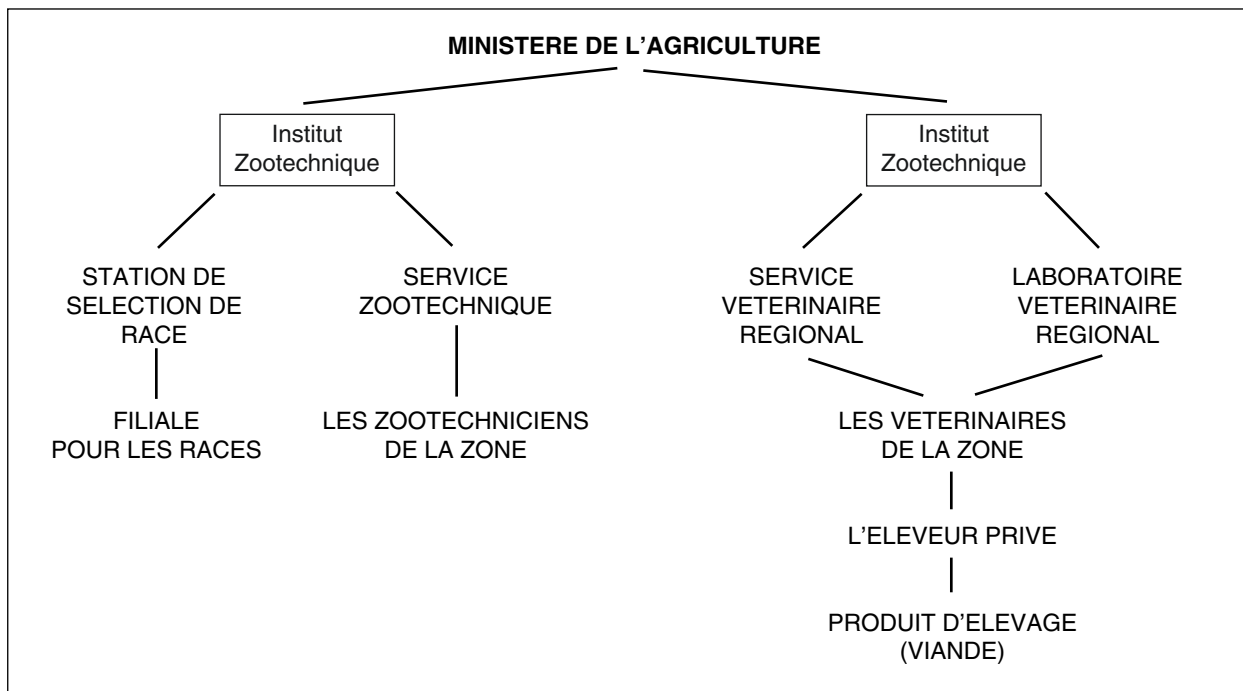 MINISTERE DE L'AGRICULTURE
Institut
Zootechnique
Institut
Zootechnique
STATION DE
SELECTION DE
RACE
SERVICE
ZOOTECHNIQUE
SERVICE
VETERINAIRE
REGIONAL
LABORATOIRE
VETERINAIRE
REGIONAL
FILIALE
POUR LES RACES
LES ZOOTECHNICIENS
DE LA ZONE
LES VETERINAIRES
DE LA ZONE
L'ELEVEUR PRIVE
PRODUIT D'ELEVAGE
(VIANDE)